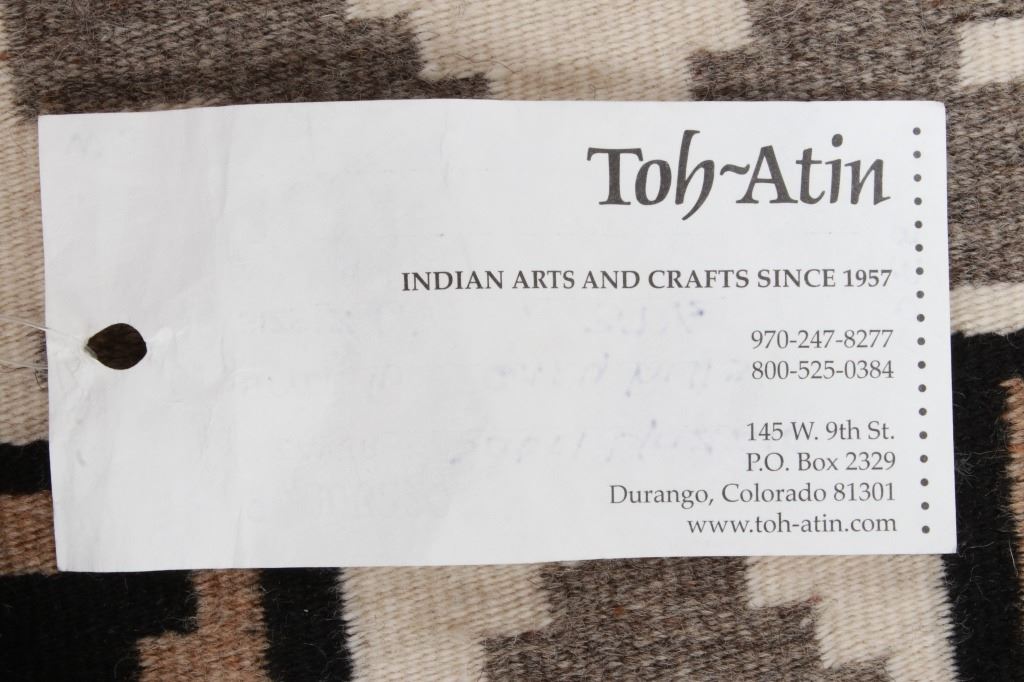 Toh~Atin
INDIAN ARTS AND CRAFTS SINCE 1957
970-247-8277
800-525-0384
145 W. 9th St.
P.O. Box 2329
Durango, Colorado 81301
www.toh-atin.com